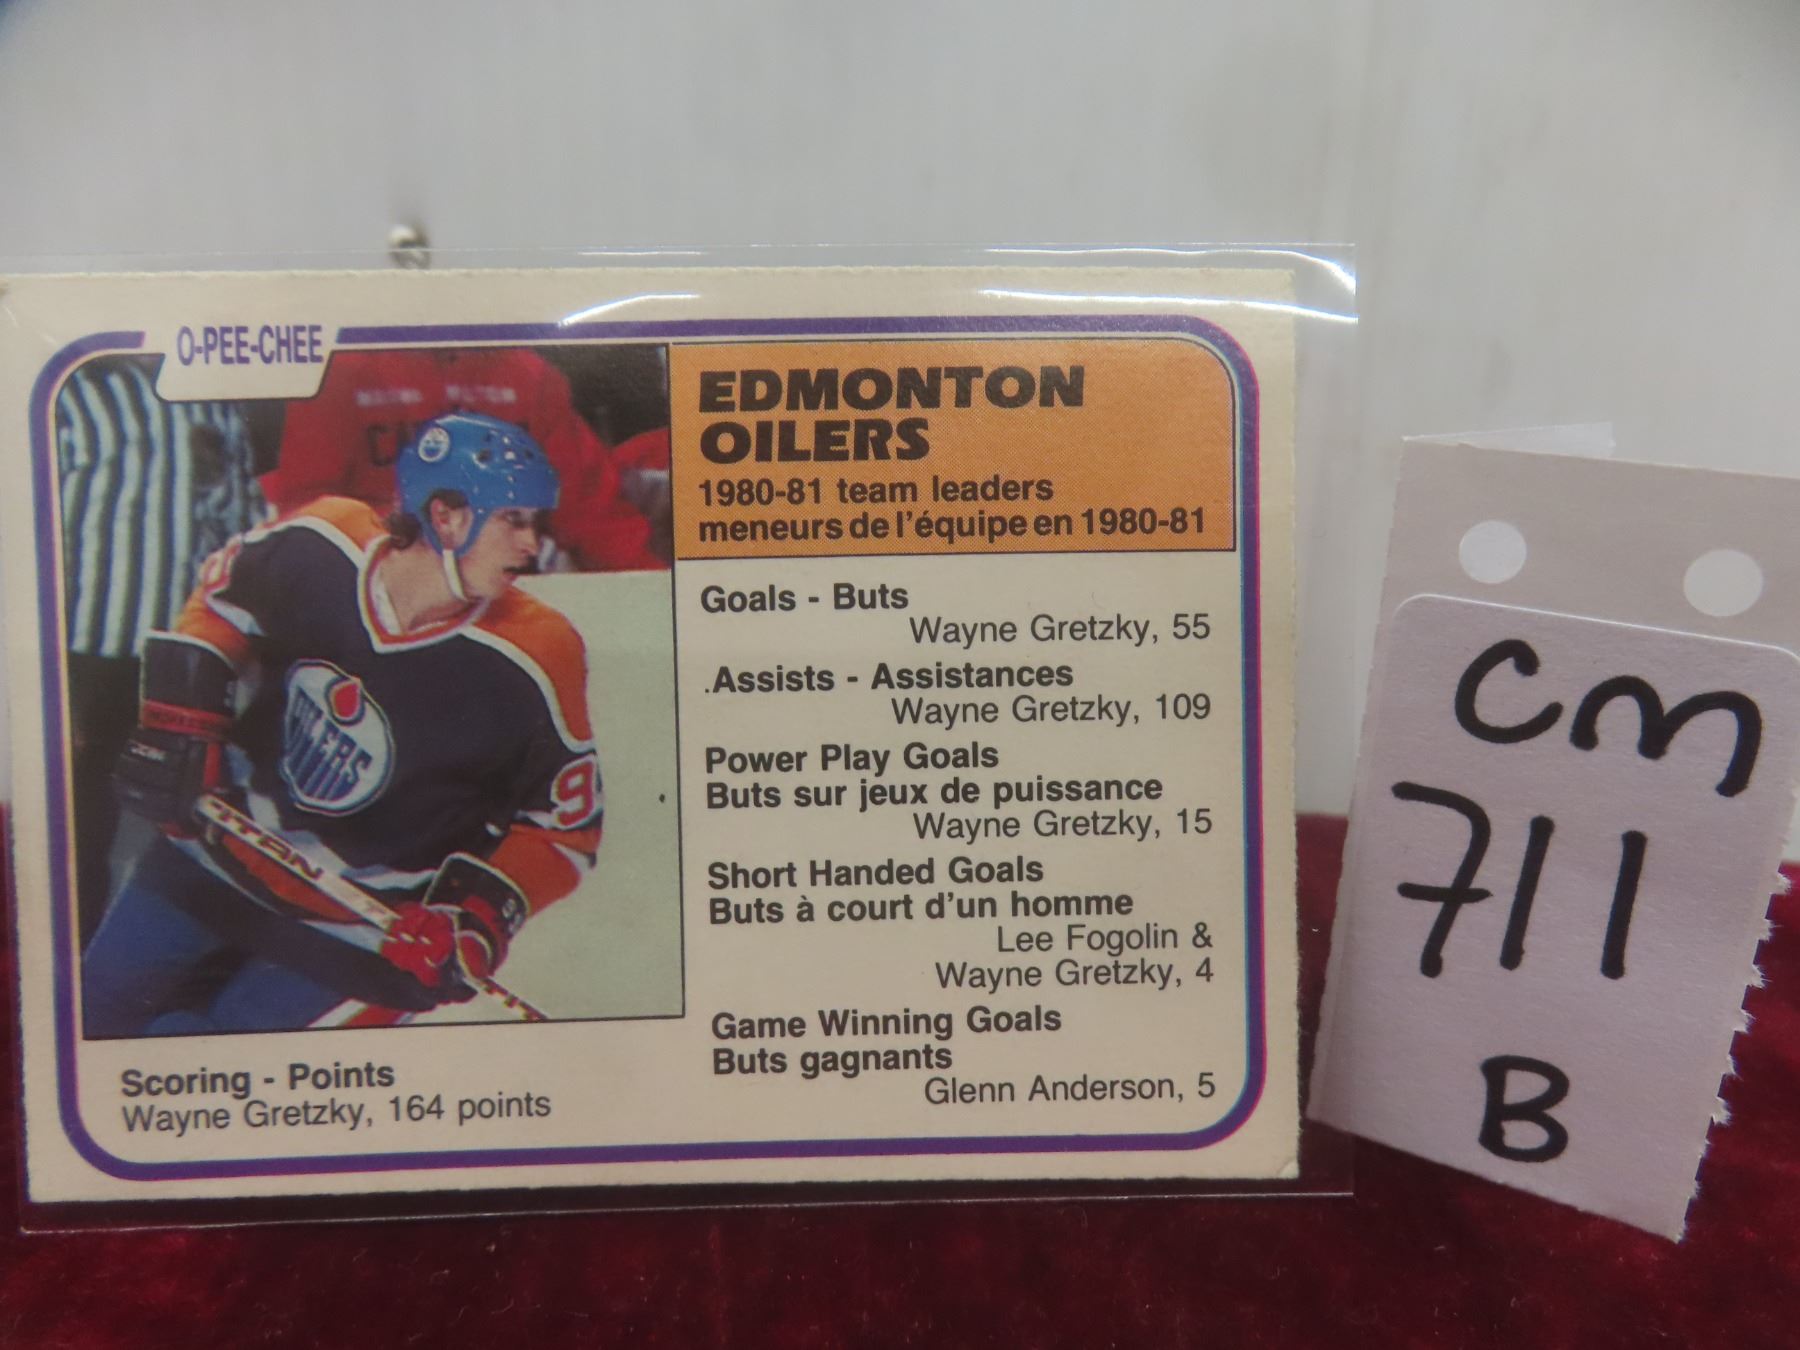 O-PEE-CHEE
EDMONTON
OILERS
1980-81 team leaders
meneurs de l'équipe en 1980-81
Goals - Buts
Wayne Gretzky, 55
Assists - Assistances
Wayne Gretzky, 109
Power Play Goals
Buts sur jeux de puissance
Wayne Gretzky, 15
Short Handed Goals
Buts à court d'un homme
Lee Fogolin &
Wayne Gretzky, 4
Game Winning Goals
Buts gagnants
Glenn Anderson, 5
Scoring - Points
Wayne Gretzky, 164 points
OILERS
9
TITAN
CM
711
B